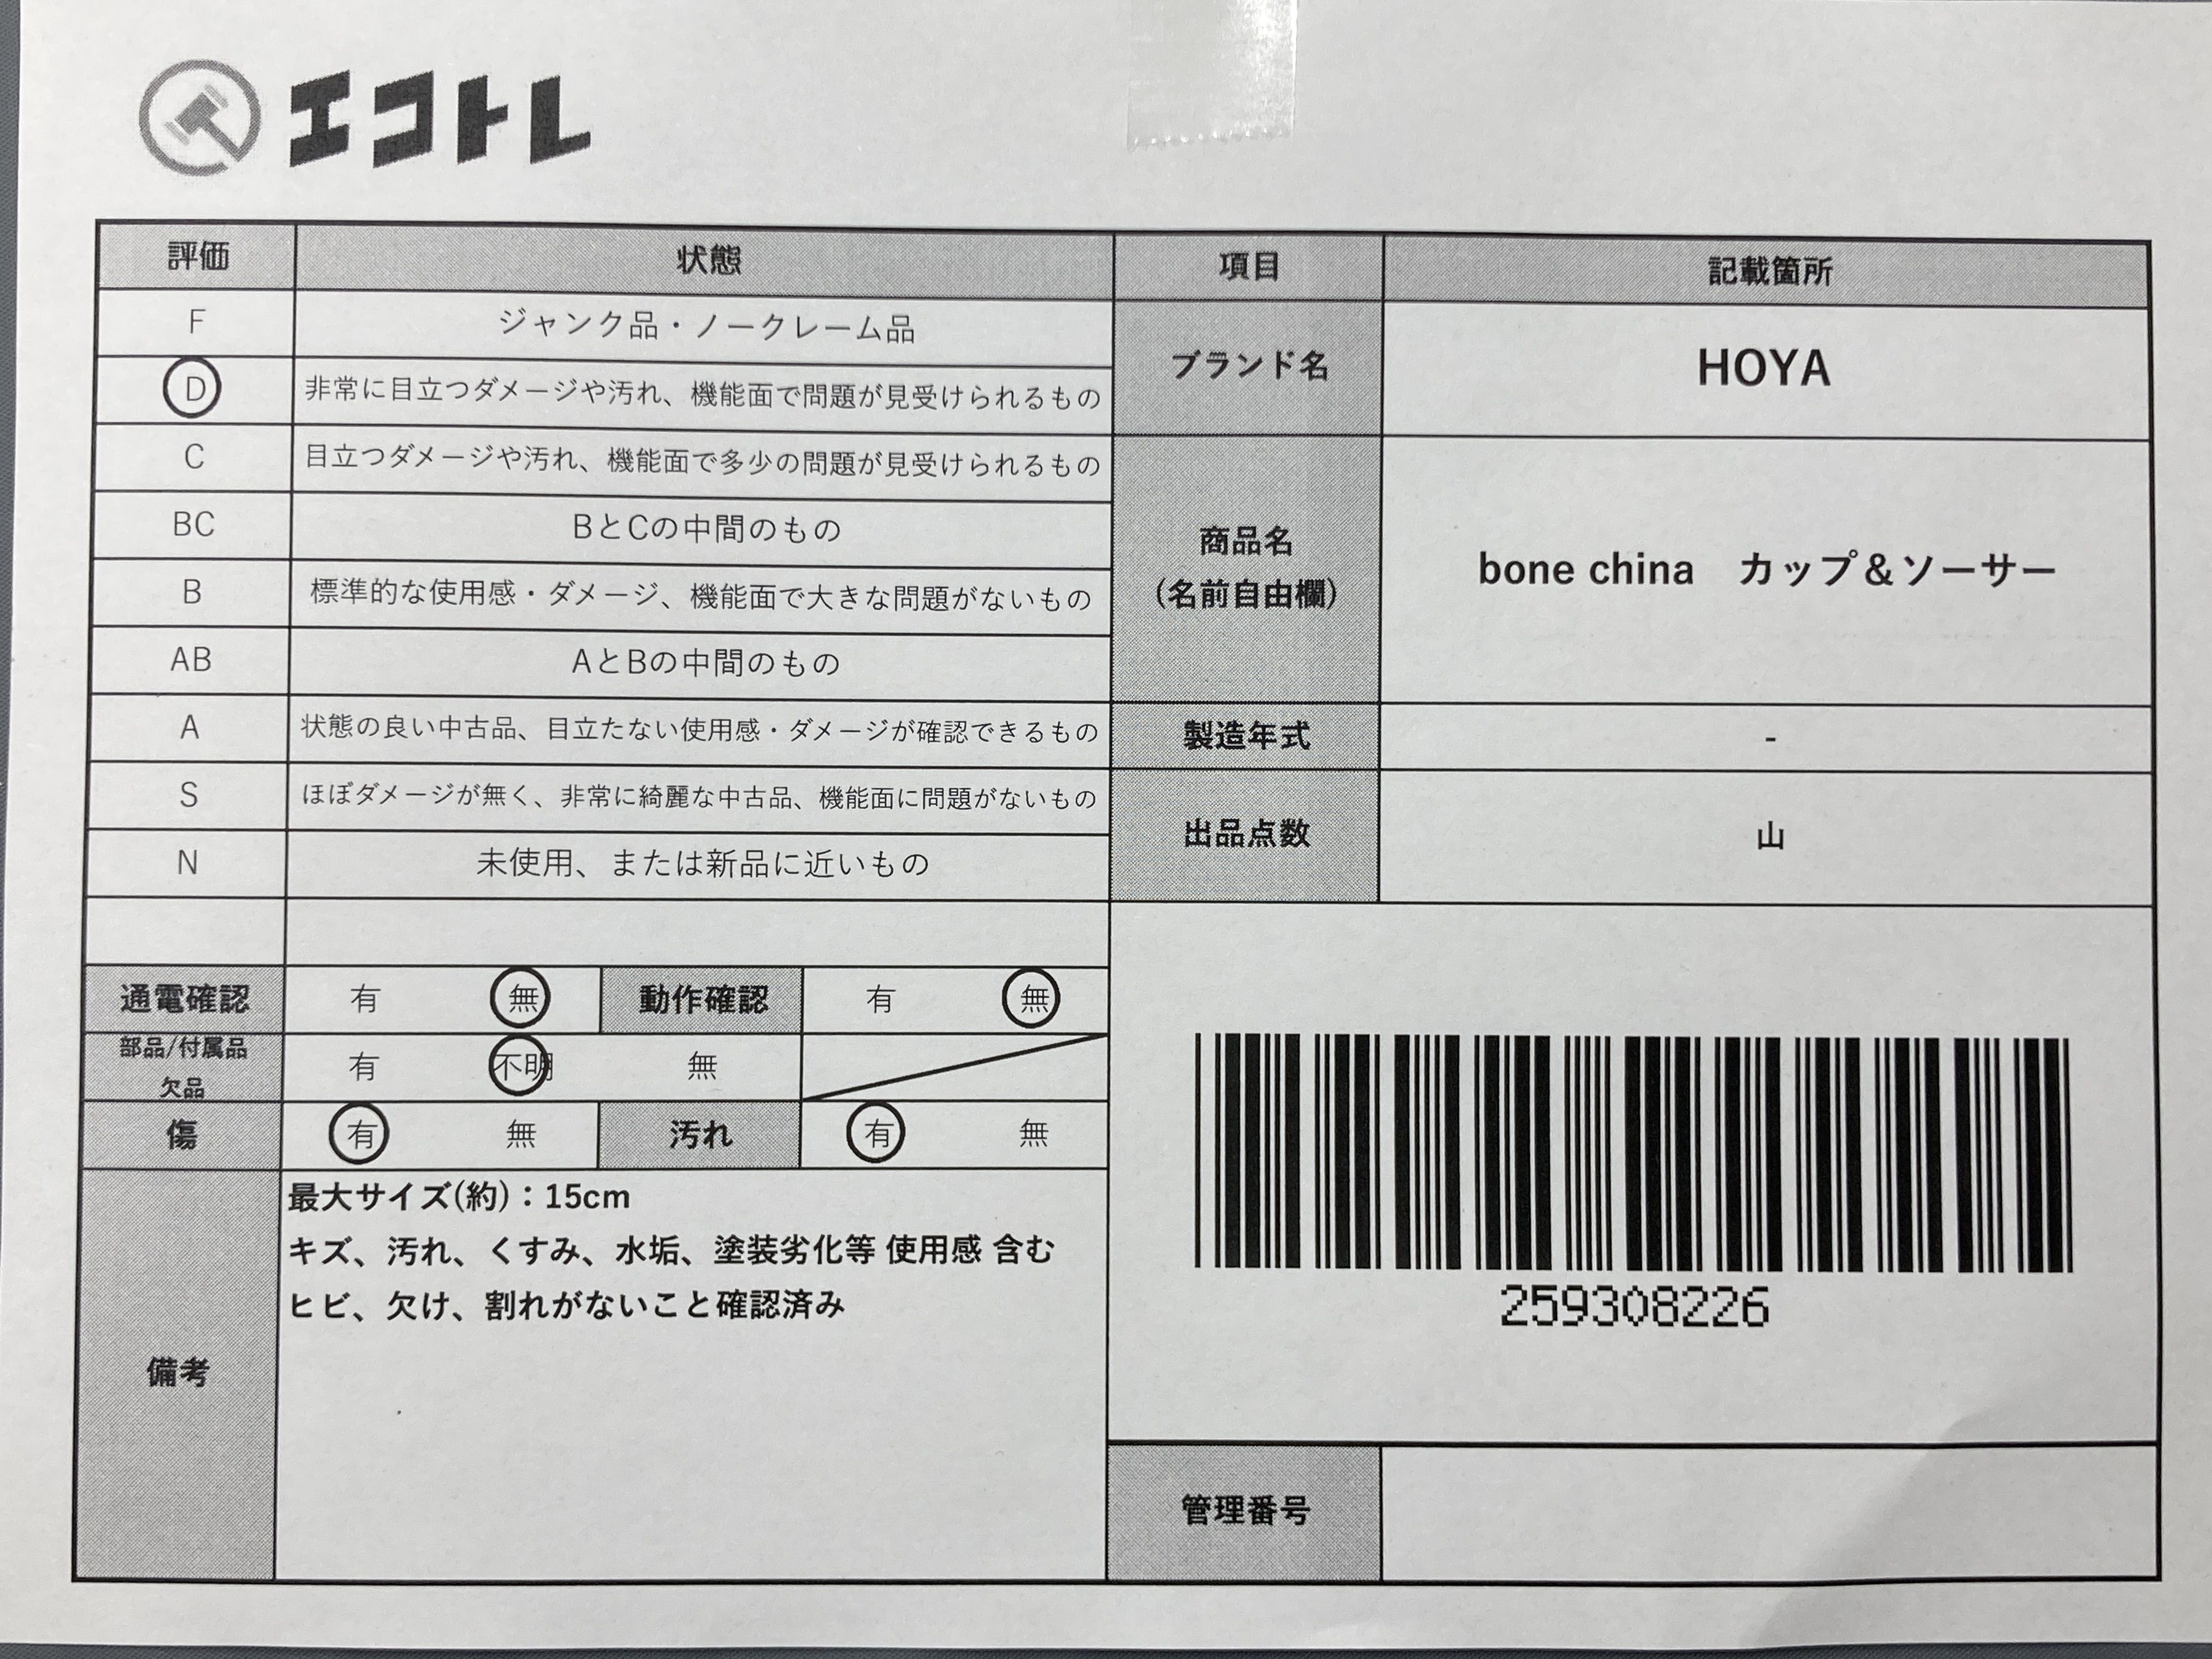 エコトレ
評価 状態 項目 記載箇所
F ジャンク品・ノークレーム品
D 非常に目立つダメージや汚れ、機能面で問題が見受けられるもの
ブランド名 HOYA
C 目立つダメージや汚れ、機能面で多少の問題が見受けられるもの
BC BとCの中間のもの
B 標準的な使用感・ダメージ、機能面で大きな問題がないもの
商品名
(名前自由欄)
bone china　カップ＆ソーサー
AB AとBの中間のもの
A 状態の良い中古品、目立たない使用感・ダメージが確認できるもの
製造年式 -
S ほぼダメージが無く、非常に綺麗な中古品、機能面に問題がないもの
出品点数 山
N 未使用、または新品に近いもの
通電確認 有 無 動作確認 有 無
部品/付属品
欠品
有 不明 無
傷 有 無 汚れ 有 無
備考
最大サイズ(約)：15cm
キズ、汚れ、くすみ、水垢、塗装劣化等 使用感 含む
ヒビ、欠け、割れがないこと確認済み
259308226
管理番号